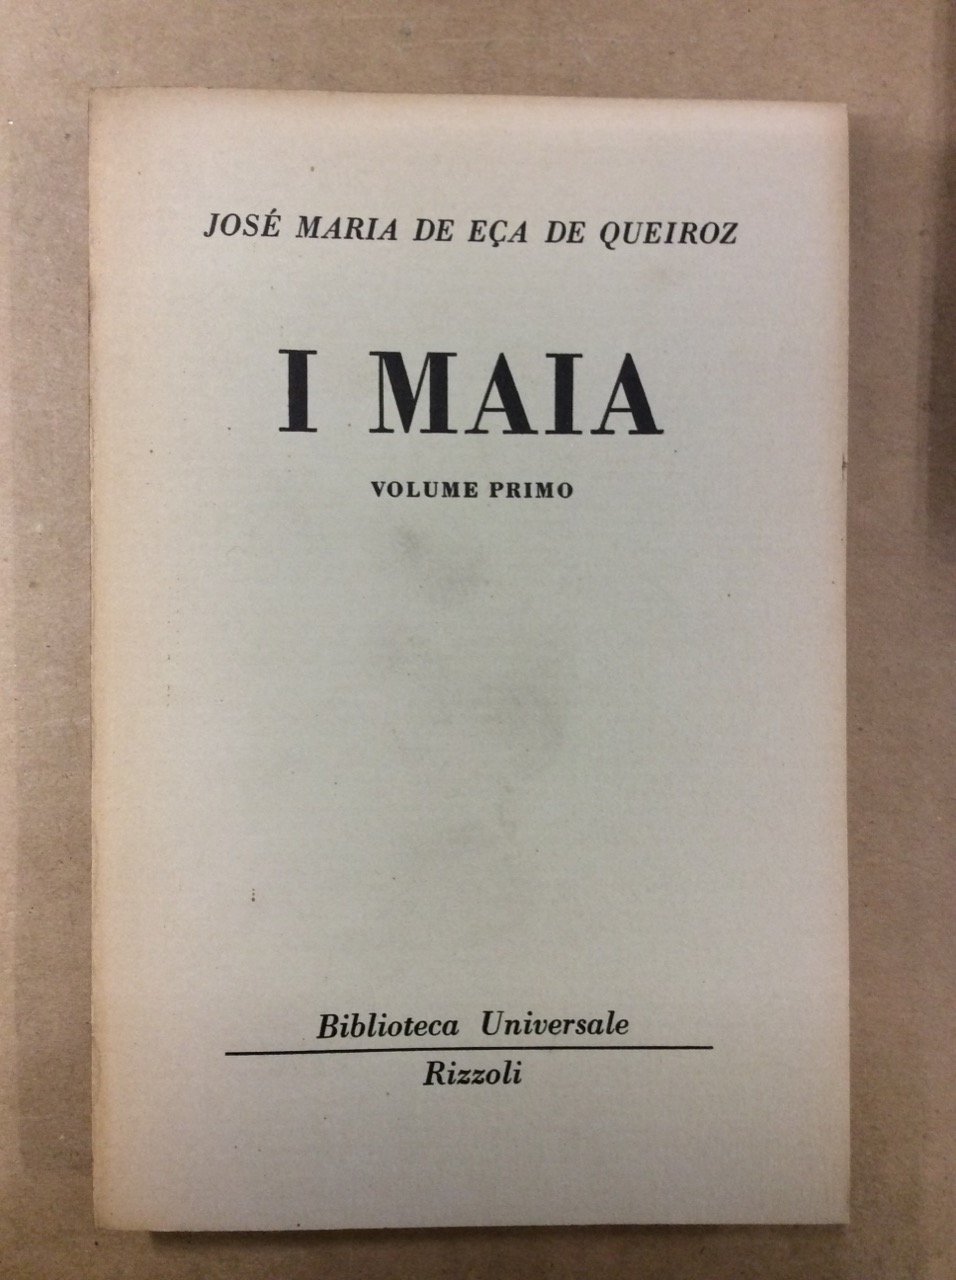 JOSÉ MARIA DE EÇA DE QUEIROZ
I MAIA
VOLUME PRIMO
Biblioteca Universale
Rizzoli